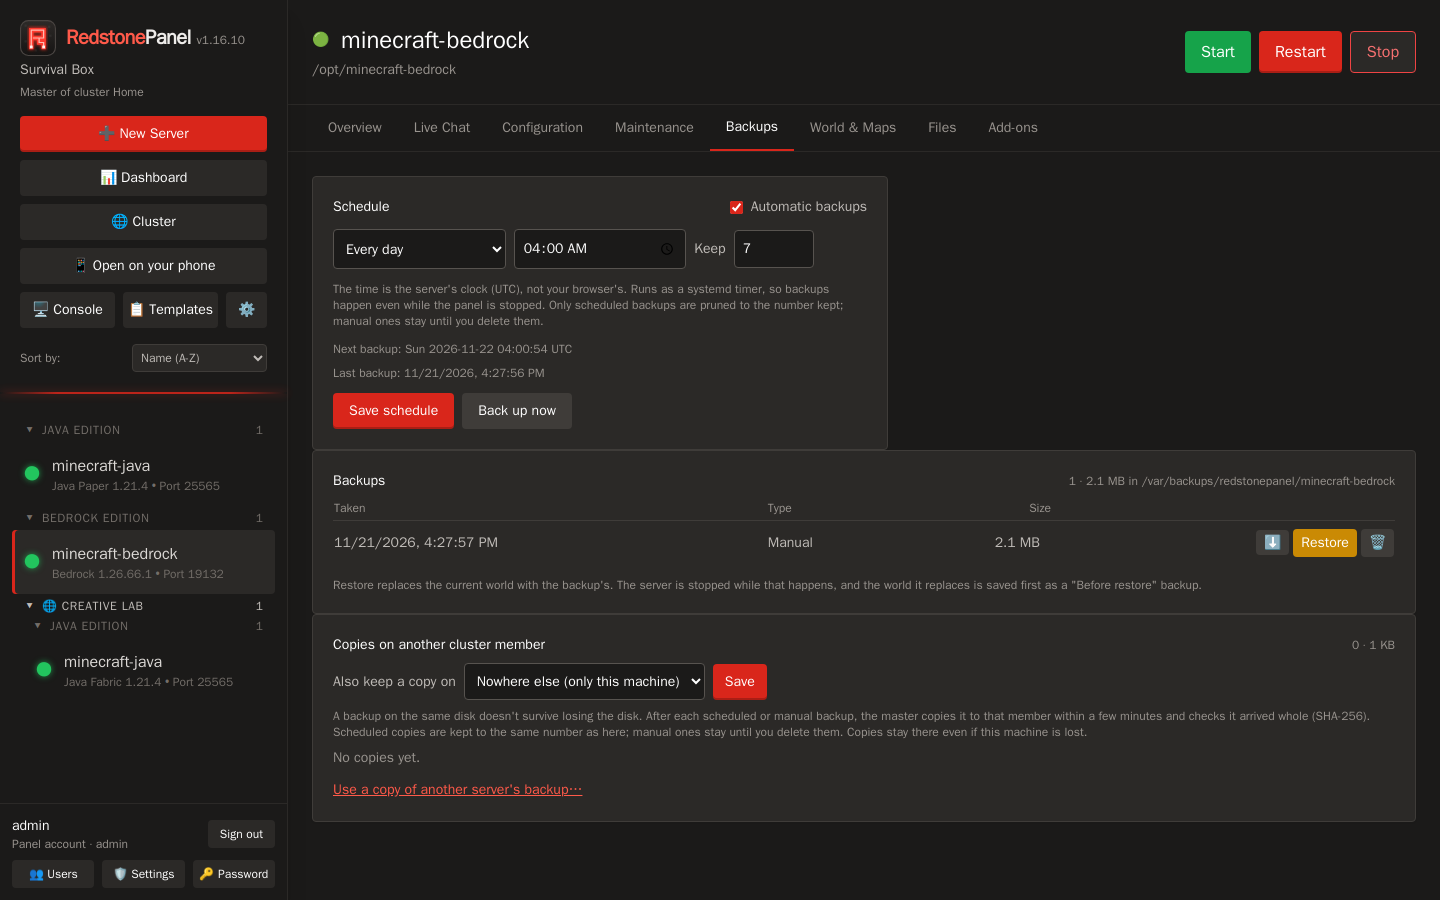 RedstonePanel v1.16.10
Survival Box
Master of cluster Home
➕ New Server
📊 Dashboard
🌐 Cluster
📱 Open on your phone
🖥️ Console
📋 Templates
⚙️
Sort by:
Name (A-Z)
▼ JAVA EDITION 1
minecraft-java
Java Paper 1.21.4 • Port 25565
▼ BEDROCK EDITION 1
minecraft-bedrock
Bedrock 1.26.66.1 • Port 19132
▼ 🌐 CREATIVE LAB 1
▼ JAVA EDITION 1
minecraft-java
Java Fabric 1.21.4 • Port 25565
admin
Panel account · admin
Sign out
👥 Users
🛡️ Settings
🔑 Password
minecraft-bedrock
/opt/minecraft-bedrock
Start
Restart
Stop
Overview
Live Chat
Configuration
Maintenance
Backups
World & Maps
Files
Add-ons
Schedule
Automatic backups
Every day
04:00 AM
Keep
7
The time is the server's clock (UTC), not your browser's. Runs as a systemd timer, so backups
happen even while the panel is stopped. Only scheduled backups are pruned to the number kept;
manual ones stay until you delete them.
Next backup: Sun 2026-11-22 04:00:54 UTC
Last backup: 11/21/2026, 4:27:56 PM
Save schedule
Back up now
Backups
1 · 2.1 MB in /var/backups/redstonepanel/minecraft-bedrock
Taken Type Size
11/21/2026, 4:27:57 PM Manual 2.1 MB
⬇️ Restore 🗑️
Restore replaces the current world with the backup's. The server is stopped while that happens, and the world it replaces is saved first as a "Before restore" backup.
Copies on another cluster member
0 · 1 KB
Also keep a copy on
Nowhere else (only this machine)
Save
A backup on the same disk doesn't survive losing the disk. After each scheduled or manual backup, the master copies it to that member within a few minutes and checks it arrived whole (SHA-256).
Scheduled copies are kept to the same number as here; manual ones stay until you delete them. Copies stay there even if this machine is lost.
No copies yet.
Use a copy of another server's backup…